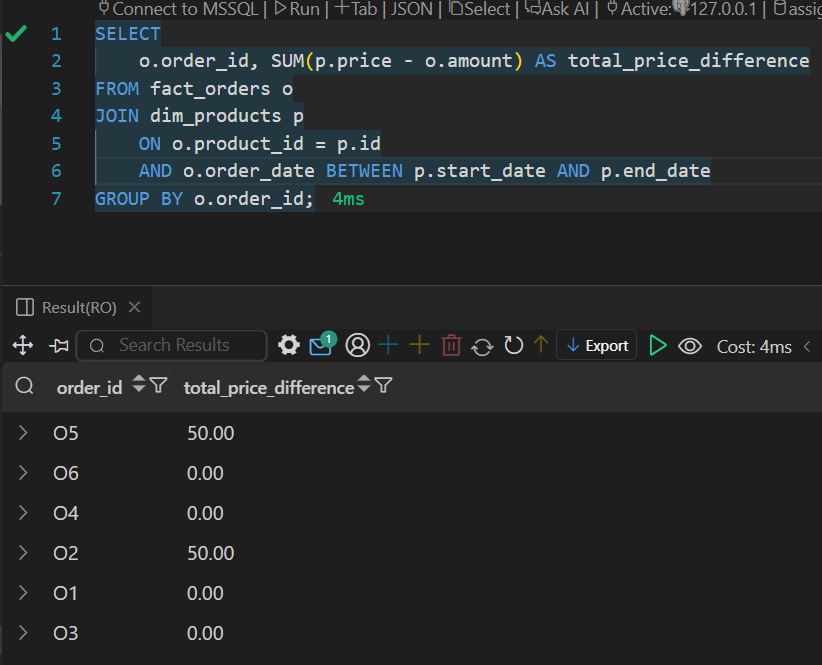 Connect to MSSQL | Run | Tab | JSON | Select | Ask AI | Active: 127.0.0.1 | assig
1 SELECT
2 o.order_id, SUM(p.price - o.amount) AS total_price_difference
3 FROM fact_orders o
4 JOIN dim_products p
5 ON o.product_id = p.id
6 AND o.order_date BETWEEN p.start_date AND p.end_date
7 GROUP BY o.order_id; 4ms
Result(RO)
Search Results 1 Export Cost: 4ms
order_id total_price_difference
O5 50.00
O6 0.00
O4 0.00
O2 50.00
O1 0.00
O3 0.00